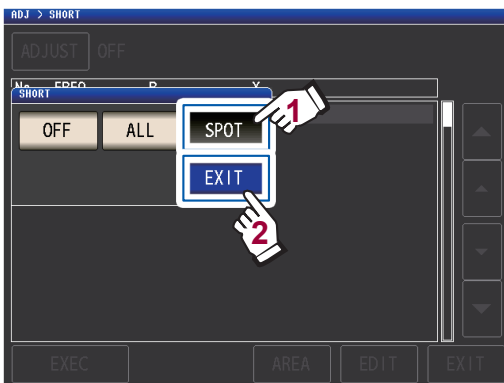 ADJ > SHORT
ADJUST OFF
No. FREQ R X
SHORT
OFF ALL SPOT
1
EXIT
2
EXEC AREA EDIT EXIT